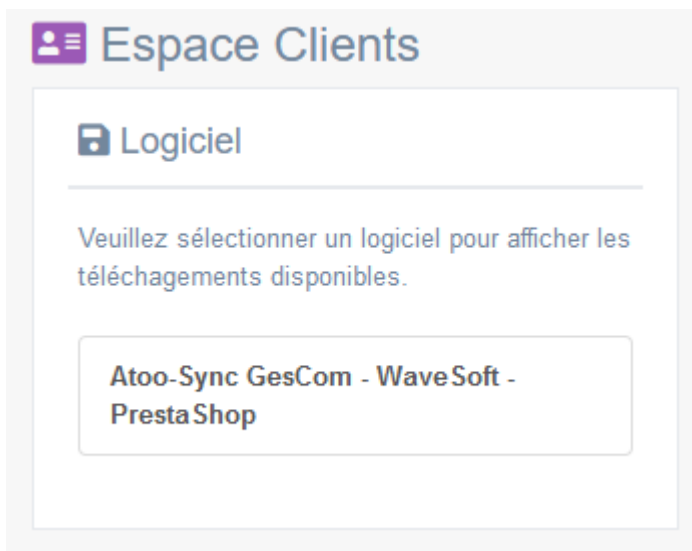 Espace Clients
Logiciel
Veuillez sélectionner un logiciel pour afficher les
téléchagements disponibles.
Atoo-Sync GesCom - WaveSoft -
PrestaShop